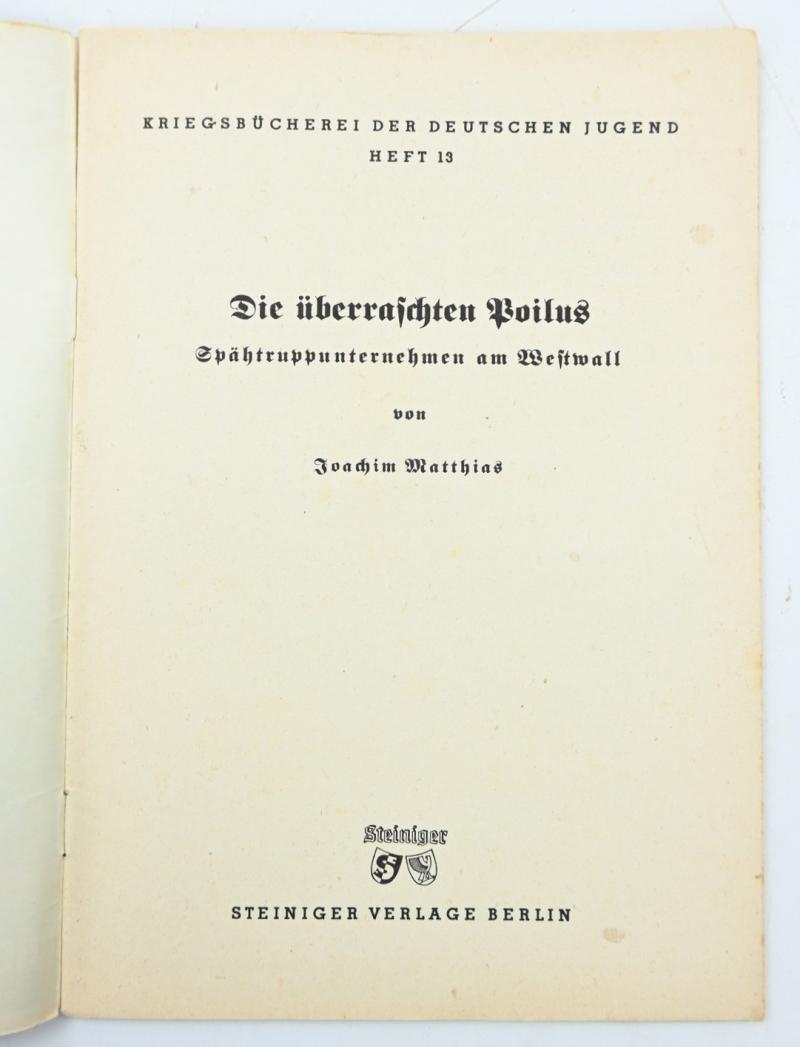 KRIEGSBÜCHEREI DER DEUTSCHEN JUGEND
HEFT 13
Die überraschten Poilus
Spähtruppunternehmen am Westwall
von
Joachim Matthias
Steiniger
STEINIGER VERLAGE BERLIN